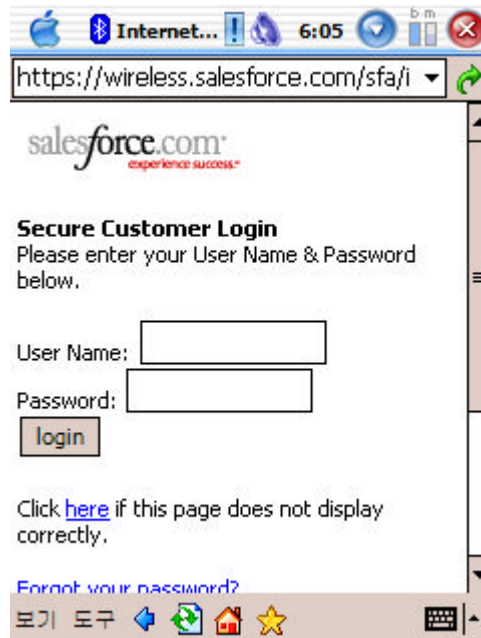 Internet... 6:05 b m
https://wireless.salesforce.com/sfa/i
salesforce.com
experience success.™
Secure Customer Login
Please enter your User Name & Password
below.
User Name:
Password:
login
Click here if this page does not display
correctly.
Forgot your password?
보기 도구